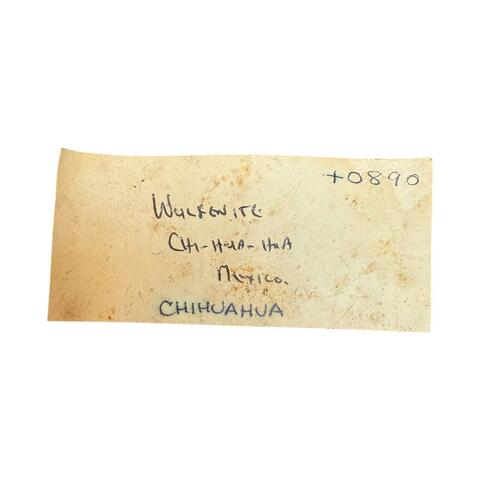 +0890
WULFENITE
CHI-HUA-HUA
MEXICO.
CHIHUAHUA